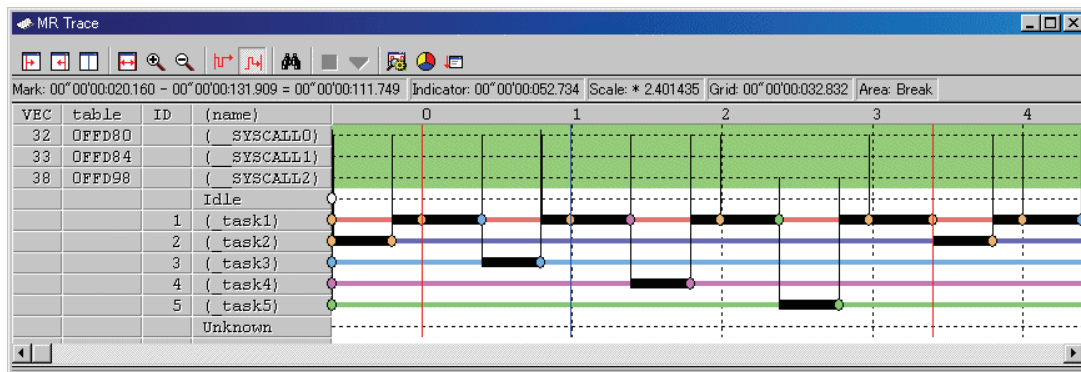 MR Trace
Mark: 00"00'00:020.160 - 00"00'00:131.909 = 00"00'00:111.749 Indicator: 00"00'00:052.734 Scale: * 2.401435 Grid: 00"00'00:032.832 Area: Break
VEC table ID (name) 0 1 2 3 4
32 0FFD80 (__SYSCALL0)
33 0FFD84 (__SYSCALL1)
38 0FFD98 (__SYSCALL2)
Idle
1 (_task1)
2 (_task2)
3 (_task3)
4 (_task4)
5 (_task5)
Unknown